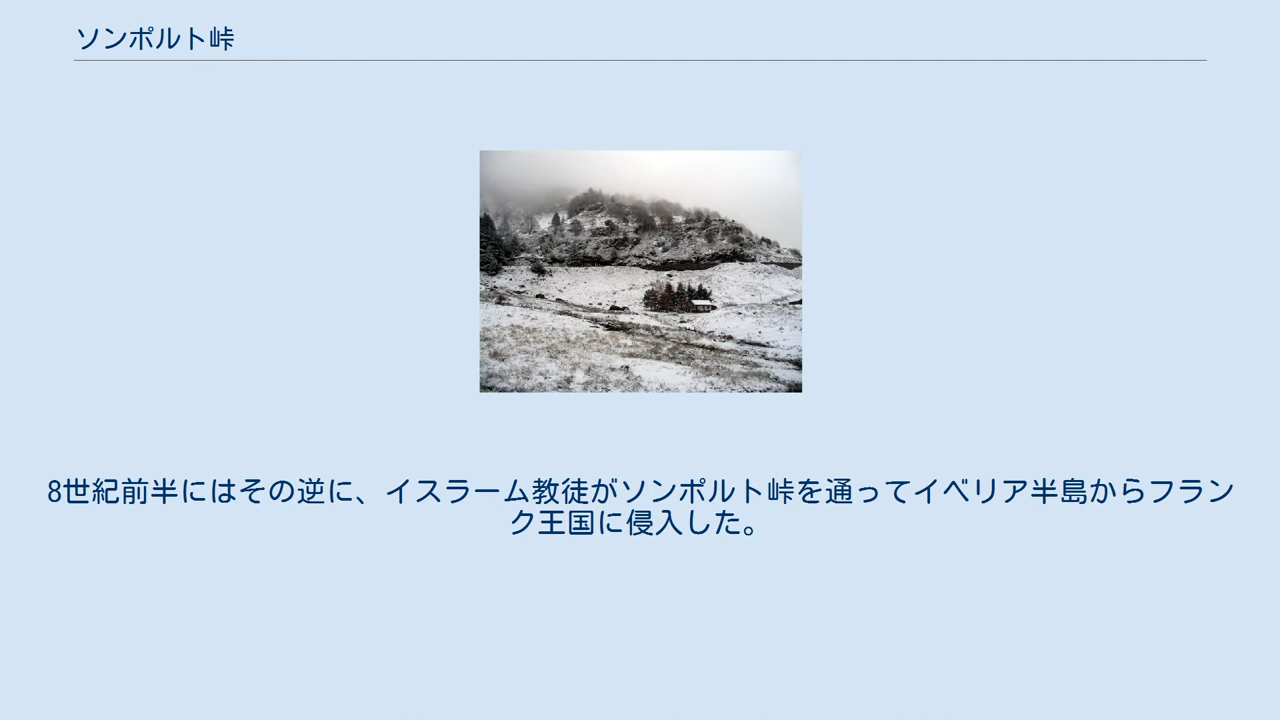 ソンポルト峠
8世紀前半にはその逆に、イスラーム教徒がソンポルト峠を通ってイベリア半島からフラン
ク王国に侵入した。